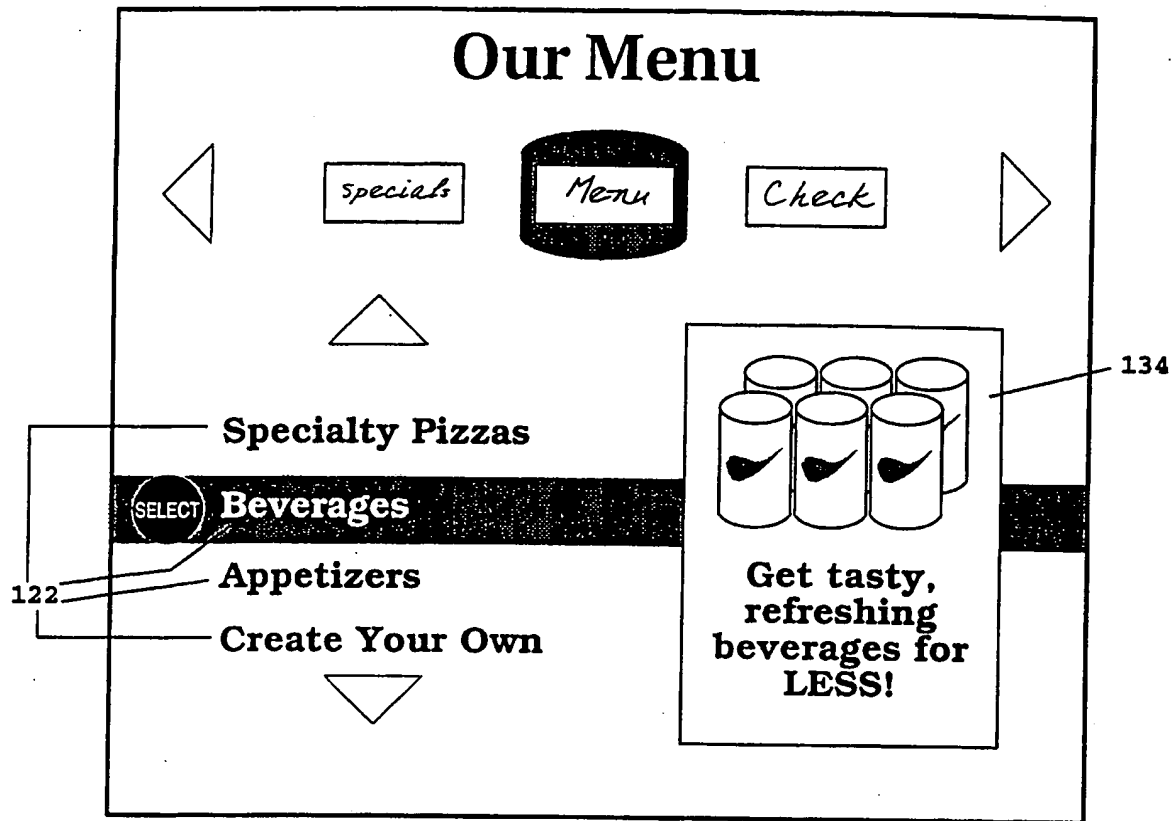 Our Menu
Specials Menu Check
134
Specialty Pizzas
SELECT Beverages
122
Appetizers
Create Your Own
Get tasty,
refreshing
beverages for
LESS!